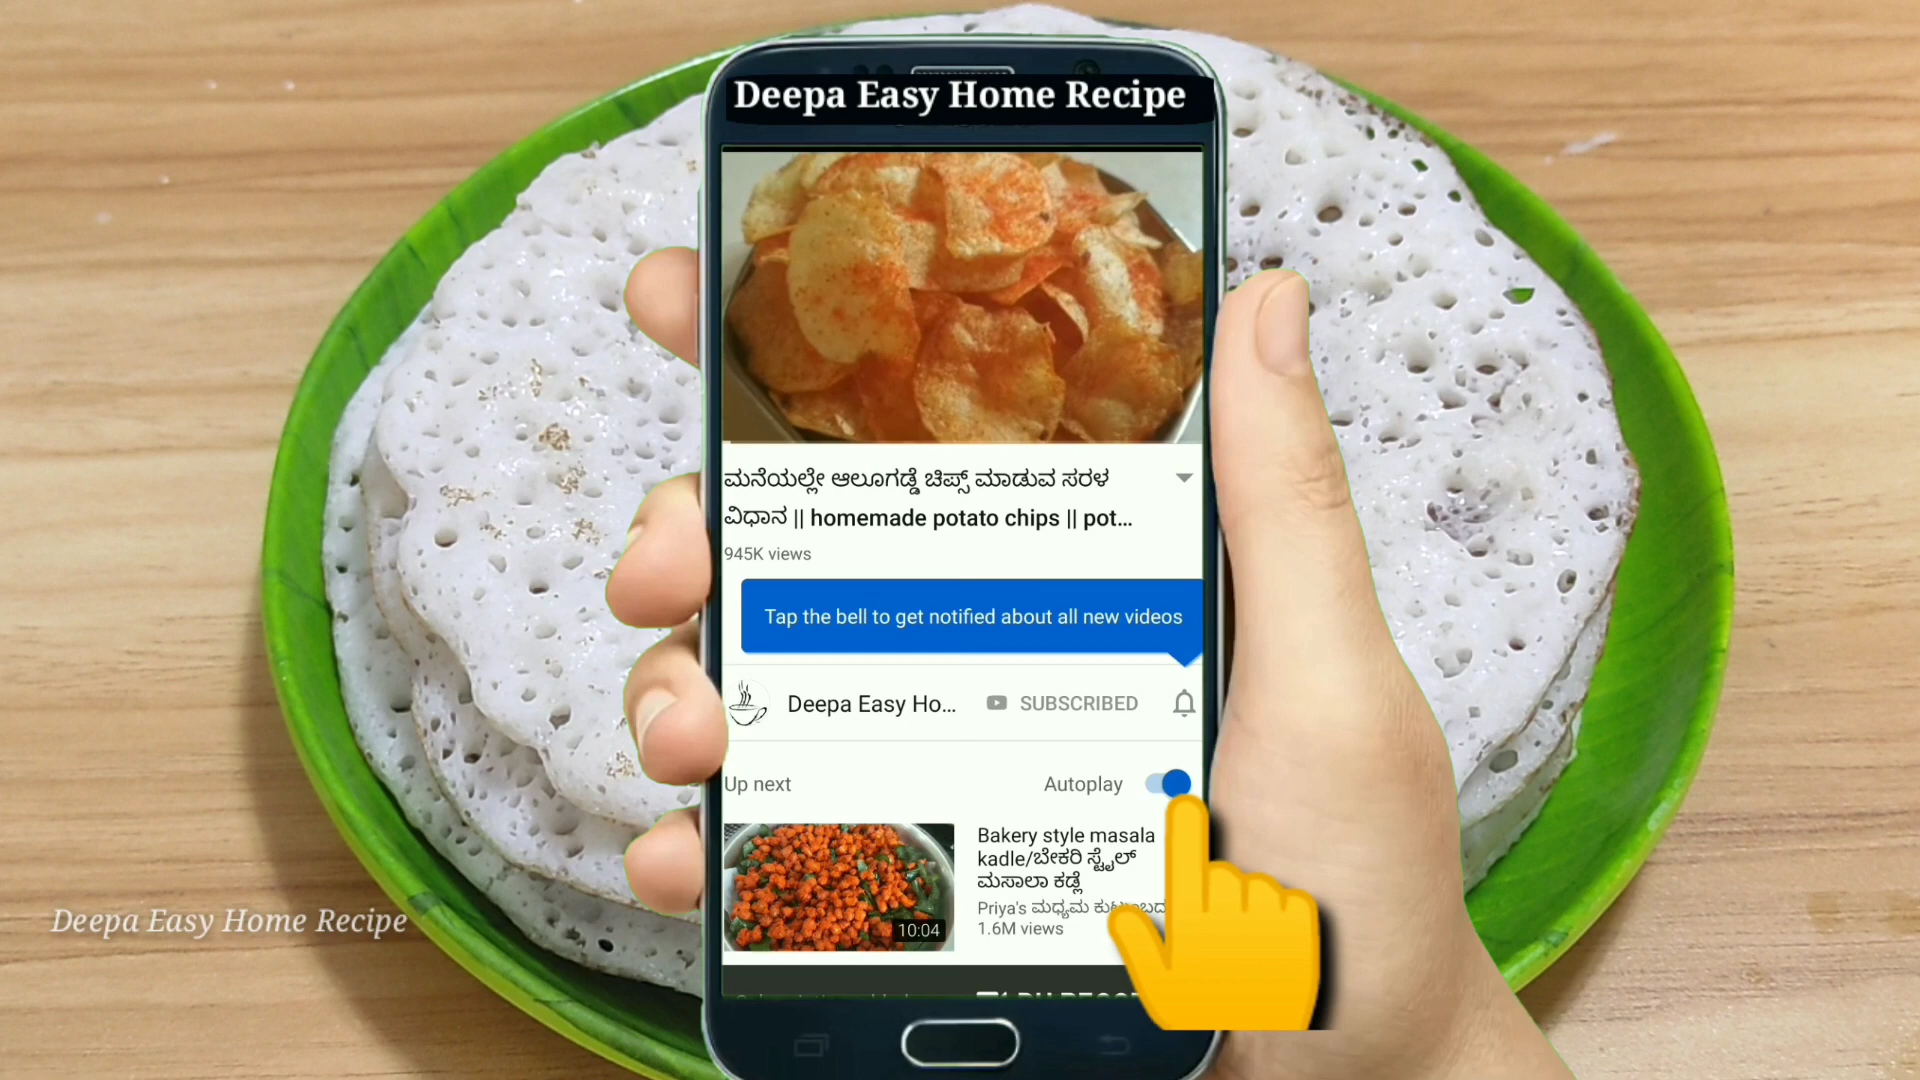 Deepa Easy Home Recipe
ಮನೆಯಲ್ಲೇ ಆಲೂಗಡ್ಡೆ ಚಿಪ್ಸ್ ಮಾಡುವ ಸರಳ
ವಿಧಾನ || homemade potato chips || pot...
945K views
Tap the bell to get notified about all new videos
Deepa Easy Ho...
SUBSCRIBED
Up next
Autoplay
Bakery style masala
kadle/ಬೇಕರಿ ಸ್ಟೈಲ್
ಮಸಾಲಾ ಕಡ್ಲೆ
Priya's ಮಧ್ಯಮ
1.6M views
10:04
Deepa Easy Home Recipe